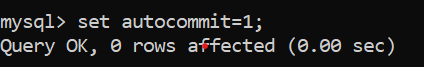 mysql> set autocommit=1;
Query OK, 0 rows affected (0.00 sec)